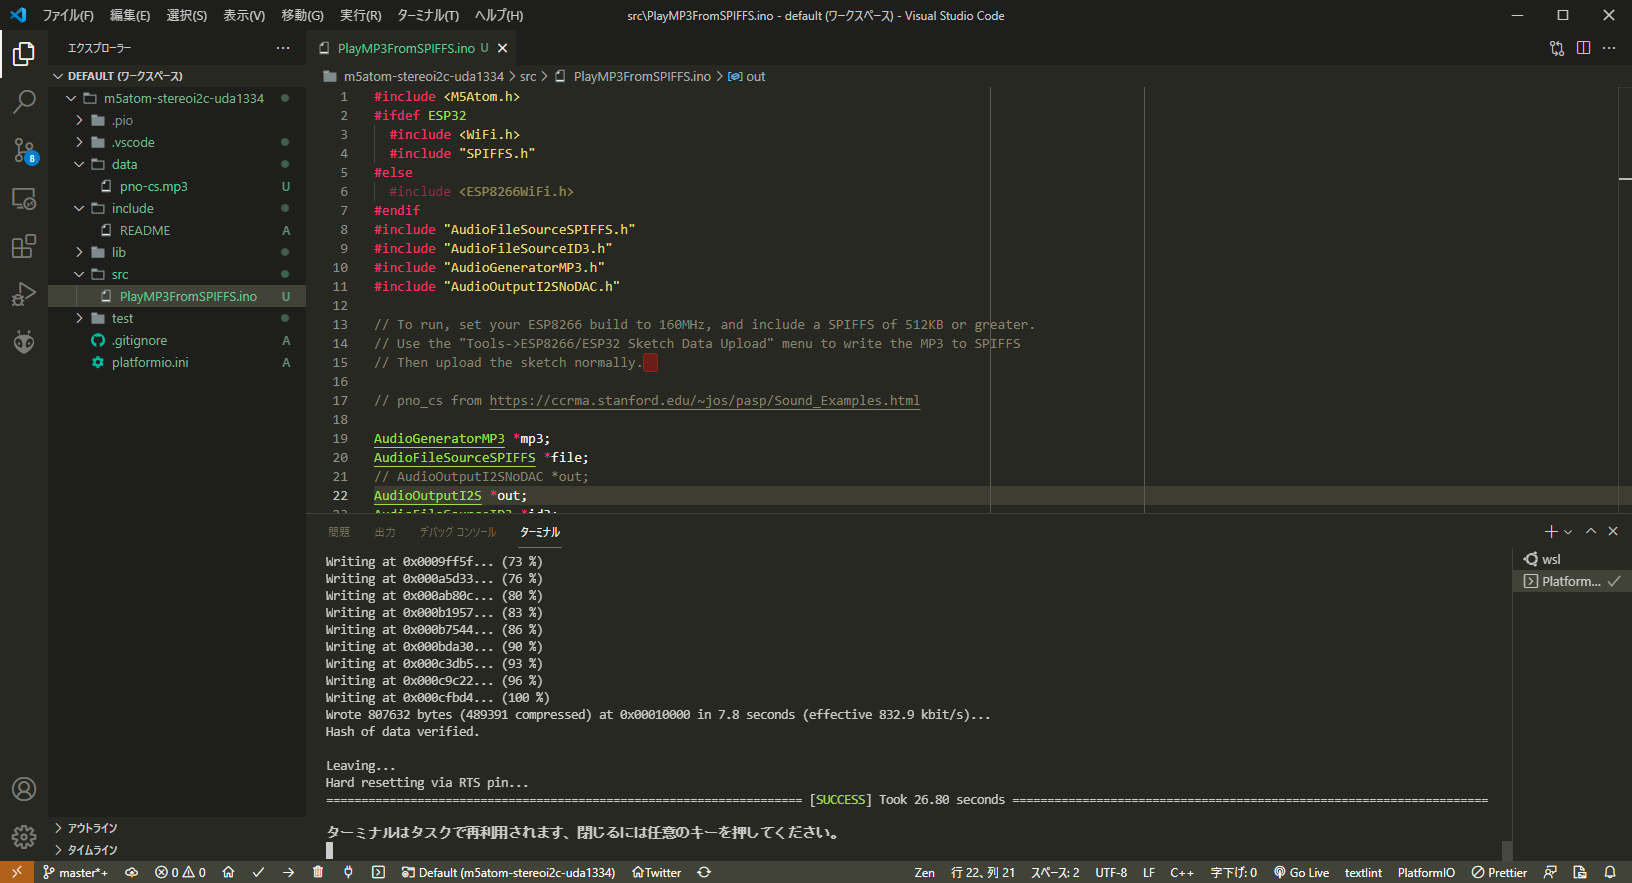 ファイル(F) 編集(E) 選択(S) 表示(V) 移動(G) 実行(R) ターミナル(T) ヘルプ(H)
src\PlayMP3FromSPIFFS.ino - default (ワークスペース) - Visual Studio Code
エクスプローラー
DEFAULT (ワークスペース)
m5atom-stereoi2c-uda1334
.pio
.vscode
data
pno-cs.mp3 U
include
README A
lib
src
PlayMP3FromSPIFFS.ino U
test
.gitignore A
platformio.ini A
アウトライン
タイムライン
8
PlayMP3FromSPIFFS.ino U
m5atom-stereoi2c-uda1334 > src > PlayMP3FromSPIFFS.ino > out
1 #include <M5Atom.h>
2 #ifdef ESP32
3 #include <WiFi.h>
4 #include "SPIFFS.h"
5 #else
6 #include <ESP8266WiFi.h>
7 #endif
8 #include "AudioFileSourceSPIFFS.h"
9 #include "AudioFileSourceID3.h"
10 #include "AudioGeneratorMP3.h"
11 #include "AudioOutputI2SNoDAC.h"
12
13 // To run, set your ESP8266 build to 160MHz, and include a SPIFFS of 512KB or greater.
14 // Use the "Tools->ESP8266/ESP32 Sketch Data Upload" menu to write the MP3 to SPIFFS
15 // Then upload the sketch normally.
16
17 // pno_cs from https://ccrma.stanford.edu/~jos/pasp/Sound_Examples.html
18
19 AudioGeneratorMP3 *mp3;
20 AudioFileSourceSPIFFS *file;
21 // AudioOutputI2SNoDAC *out;
22 AudioOutputI2S *out;
23 AudioFileSourceID3 *id3;
問題 出力 デバッグ コンソール ターミナル
Writing at 0x0009ff5f... (73 %)
Writing at 0x000a5d33... (76 %)
Writing at 0x000ab80c... (80 %)
Writing at 0x000b1957... (83 %)
Writing at 0x000b7544... (86 %)
Writing at 0x000bda30... (90 %)
Writing at 0x000c3db5... (93 %)
Writing at 0x000c9c22... (96 %)
Writing at 0x000cfbd4... (100 %)
Wrote 807632 bytes (489391 compressed) at 0x00010000 in 7.8 seconds (effective 832.9 kbit/s)...
Hash of data verified.
Leaving...
Hard resetting via RTS pin...
==================================================================== [SUCCESS] Took 26.80 seconds ====================================================================
ターミナルはタスクで再利用されます、閉じるには任意のキーを押してください。
wsl
Platform...
master*+ 0 0 Default (m5atom-stereoi2c-uda1334) Twitter Zen 行 22、列 21 スペース: 2 UTF-8 LF C++ 字下げ: 0 Go Live textlint PlatformIO Prettier